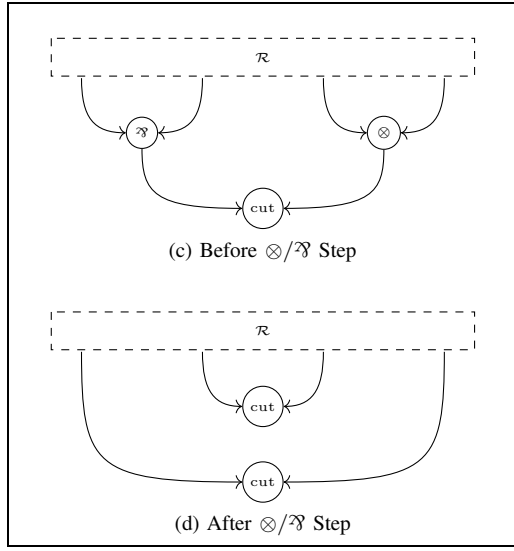 ℛ
⅋ ⊗
cut
(c) Before ⊗/⅋ Step
ℛ
cut
cut
(d) After ⊗/⅋ Step